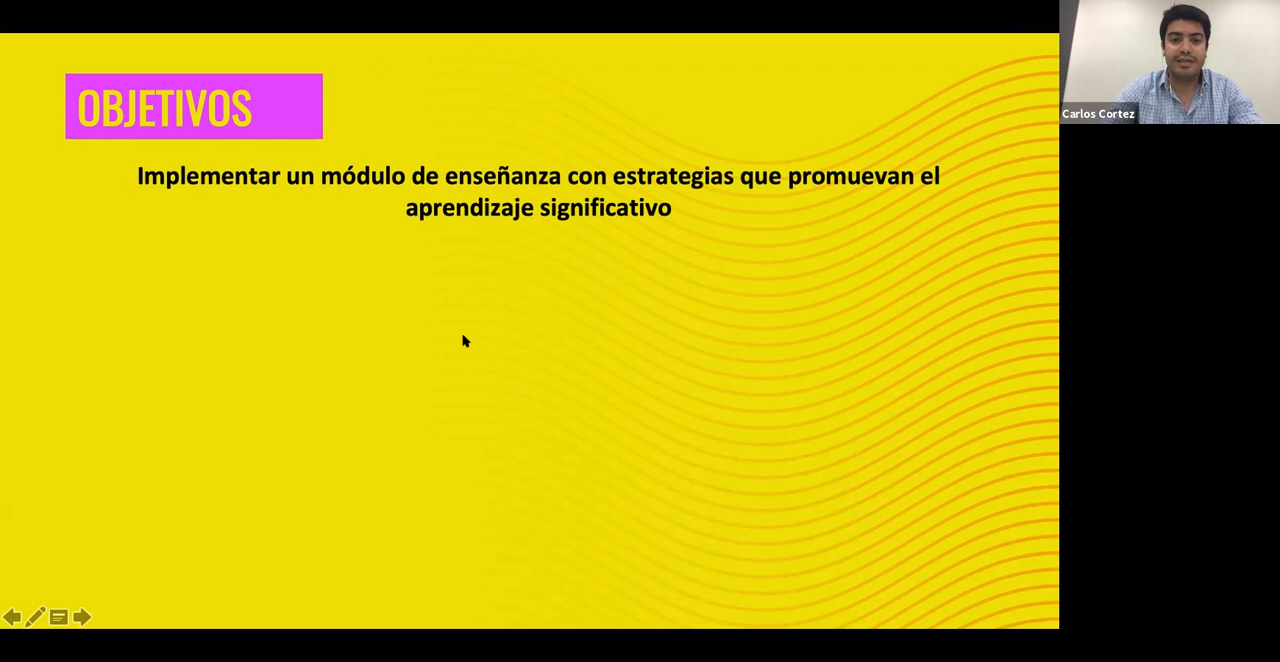 OBJETIVOS
Implementar un módulo de enseñanza con estrategias que promuevan el
aprendizaje significativo
Carlos Cortez